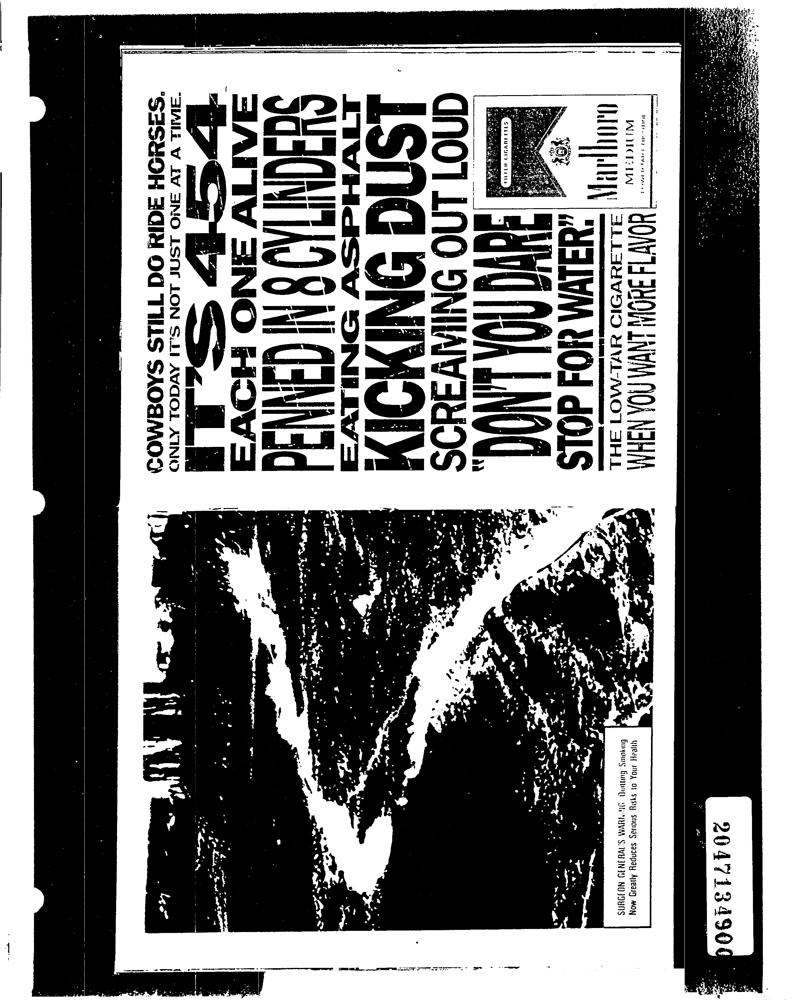 COWBOYS STILL DO RIDE HORSES.
ONLY TODAY IT'S NOT JUST ONE AT A TIME.
IT'S 454
EACH ONE ALIVE
PENNED IN 8 CYLINDERS
EATING ASPHALT
KICKING DUST
SCREAMING OUT LOUD
"DON'T YOU DARE
STOP FOR WATER."
THE LOW-TAR CIGARETTE
WHEN YOU WANT MORE FLAVOR
FILTER CIGARETTES
Marlboro
MEDIUM
SURGEON GENERAL'S WARNING: Quitting Smoking
Now Greatly Reduces Serious Risks to Your Health
2047134900